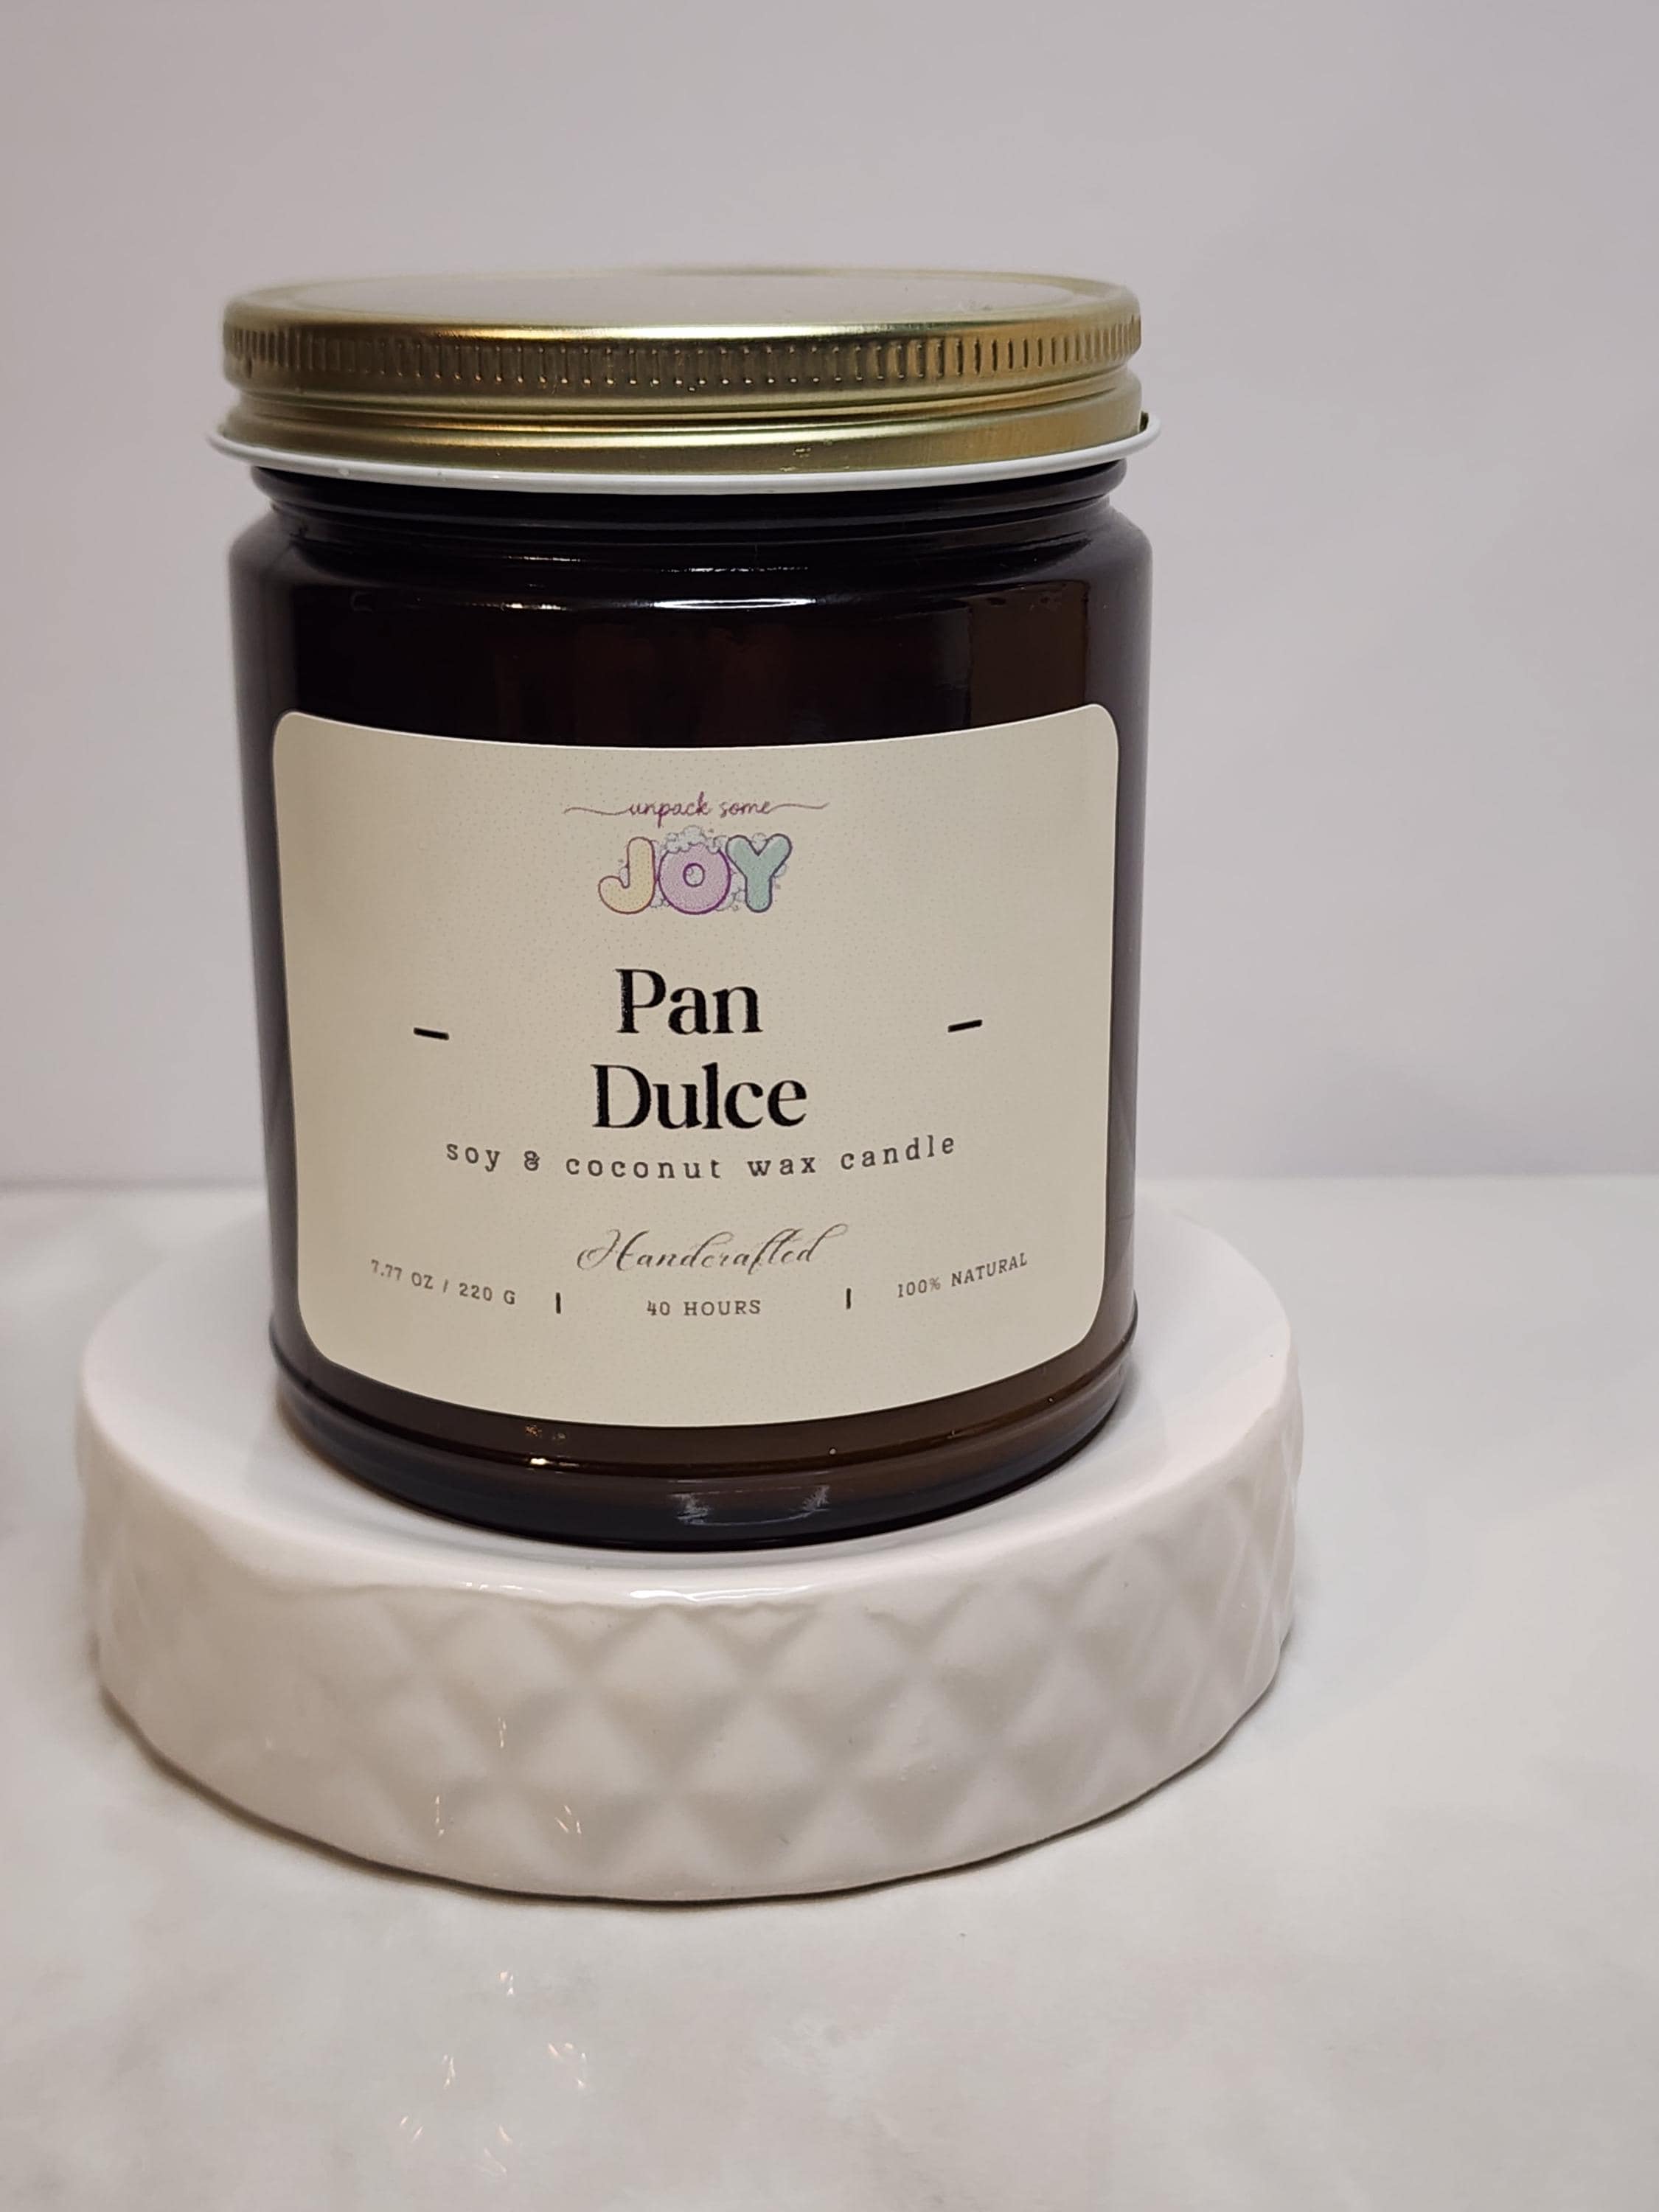 unpack some
JOY
Pan
Dulce
soy & coconut wax candle
Handcrafted
7.77 OZ / 220 G | 40 HOURS | 100% NATURAL